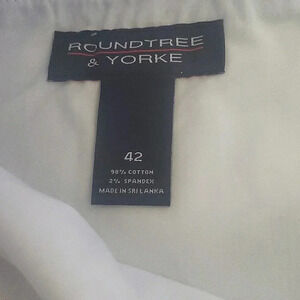 ROUNDTREE
& YORKE
42
98% COTTON
2% SPANDEX
MADE IN SRI LANKA